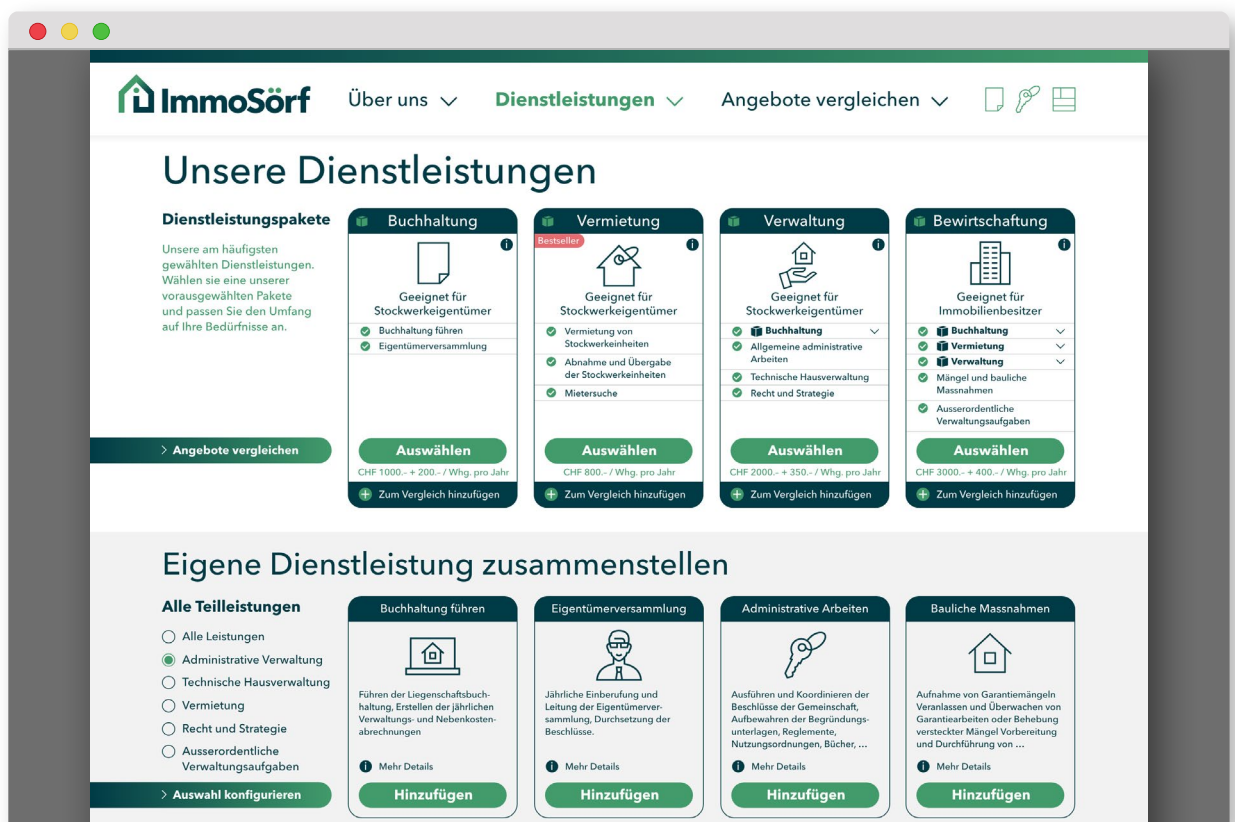 ImmoSörf
Über uns
Dienstleistungen
Angebote vergleichen
Unsere Dienstleistungen
Dienstleistungspakete
Unsere am häufigsten
gewählten Dienstleistungen.
Wählen sie eine unserer
vorausgewählten Pakete
und passen Sie den Umfang
auf Ihre Bedürfnisse an.
> Angebote vergleichen
Buchhaltung
i
Geeignet für
Stockwerkeigentümer
Buchhaltung führen
Eigentümerversammlung
Auswählen
CHF 1000.- + 200.- / Whg. pro Jahr
Zum Vergleich hinzufügen
Vermietung
Bestseller
i
Geeignet für
Stockwerkeigentümer
Vermietung von
Stockwerkeinheiten
Abnahme und Übergabe
der Stockwerkeinheiten
Mietersuche
Auswählen
CHF 800.- / Whg. pro Jahr
Zum Vergleich hinzufügen
Verwaltung
i
Geeignet für
Stockwerkeigentümer
Buchhaltung
Allgemeine administrative
Arbeiten
Technische Hausverwaltung
Recht und Strategie
Auswählen
CHF 2000.- + 350.- / Whg. pro Jahr
Zum Vergleich hinzufügen
Bewirtschaftung
i
Geeignet für
Immobilienbesitzer
Buchhaltung
Vermietung
Verwaltung
Mängel und bauliche
Massnahmen
Ausserordentliche
Verwaltungsaufgaben
Auswählen
CHF 3000.- + 400.- / Whg. pro Jahr
Zum Vergleich hinzufügen
Eigene Dienstleistung zusammenstellen
Alle Teilleistungen
Alle Leistungen
Administrative Verwaltung
Technische Hausverwaltung
Vermietung
Recht und Strategie
Ausserordentliche
Verwaltungsaufgaben
> Auswahl konfigurieren
Buchhaltung führen
Führen der Liegenschaftsbuch-
haltung, Erstellen der jährlichen
Verwaltungs- und Nebenkosten-
abrechnungen
i Mehr Details
Hinzufügen
Eigentümerversammlung
Jährliche Einberufung und
Leitung der Eigentümerver-
sammlung, Durchsetzung der
Beschlüsse.
i Mehr Details
Hinzufügen
Administrative Arbeiten
Ausführen und Koordinieren der
Beschlüsse der Gemeinschaft,
Aufbewahren der Begründungs-
unterlagen, Reglemente,
Nutzungsordnungen, Bücher, ...
i Mehr Details
Hinzufügen
Bauliche Massnahmen
Aufnahme von Garantiemängeln
Veranlassen und Überwachen von
Garantiearbeiten oder Behebung
versteckter Mängel Vorbereitung
und Durchführung von ...
i Mehr Details
Hinzufügen